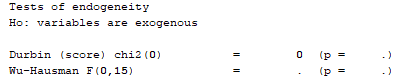 Tests of endogeneity
Ho: variables are exogenous
Durbin (score) chi2(0) = 0 (p = .)
Wu-Hausman F(0,15) = . (p = .)